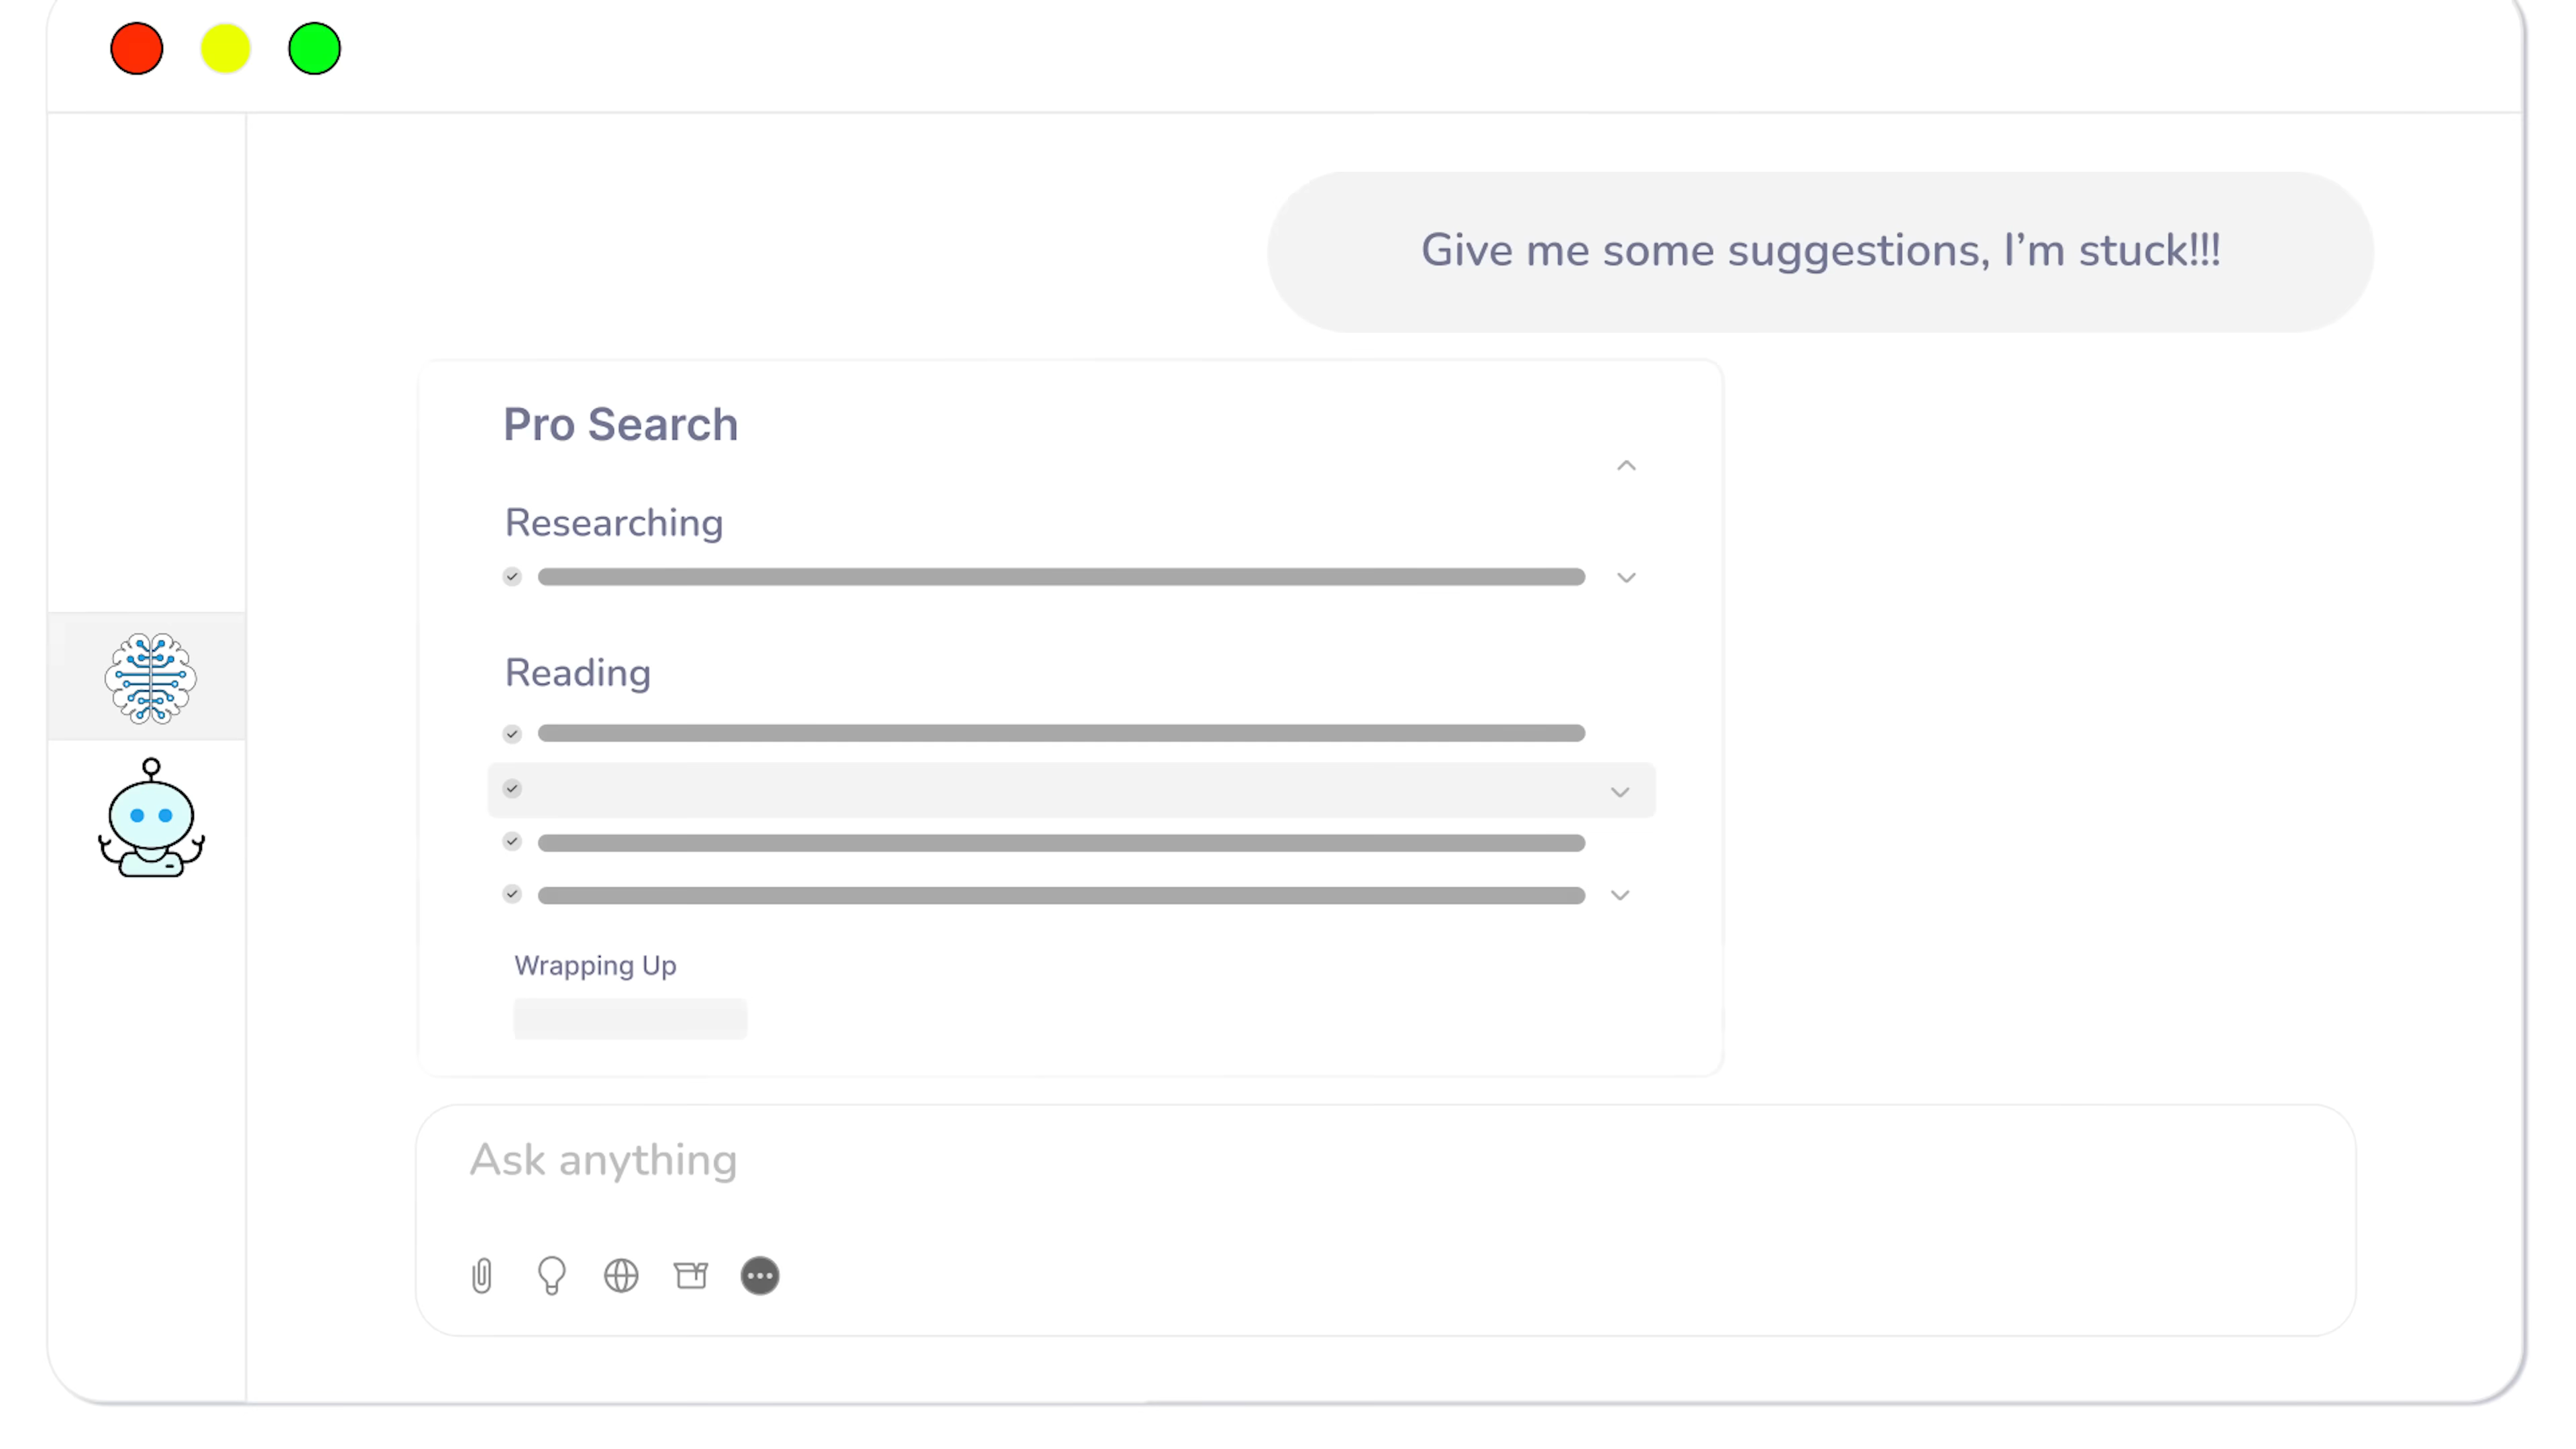 Give me some suggestions, I’m stuck!!!
Pro Search
Researching
Reading
Wrapping Up
Ask anything